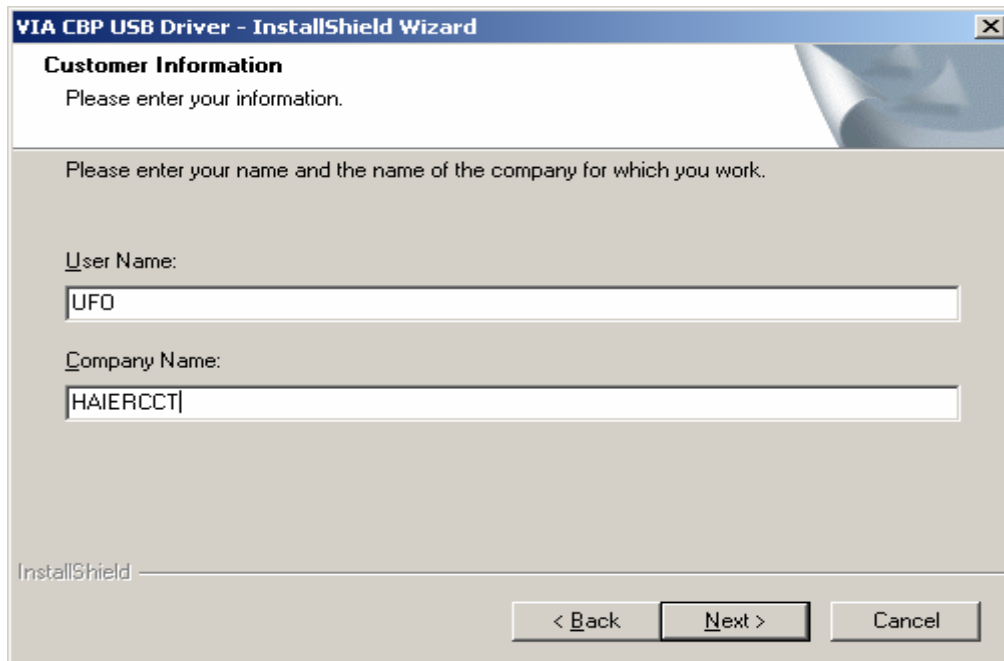 VIA CBP USB Driver - InstallShield Wizard
Customer Information
Please enter your information.
Please enter your name and the name of the company for which you work.
User Name:
UFO
Company Name:
HAIERCCT
InstallShield
< Back Next > Cancel